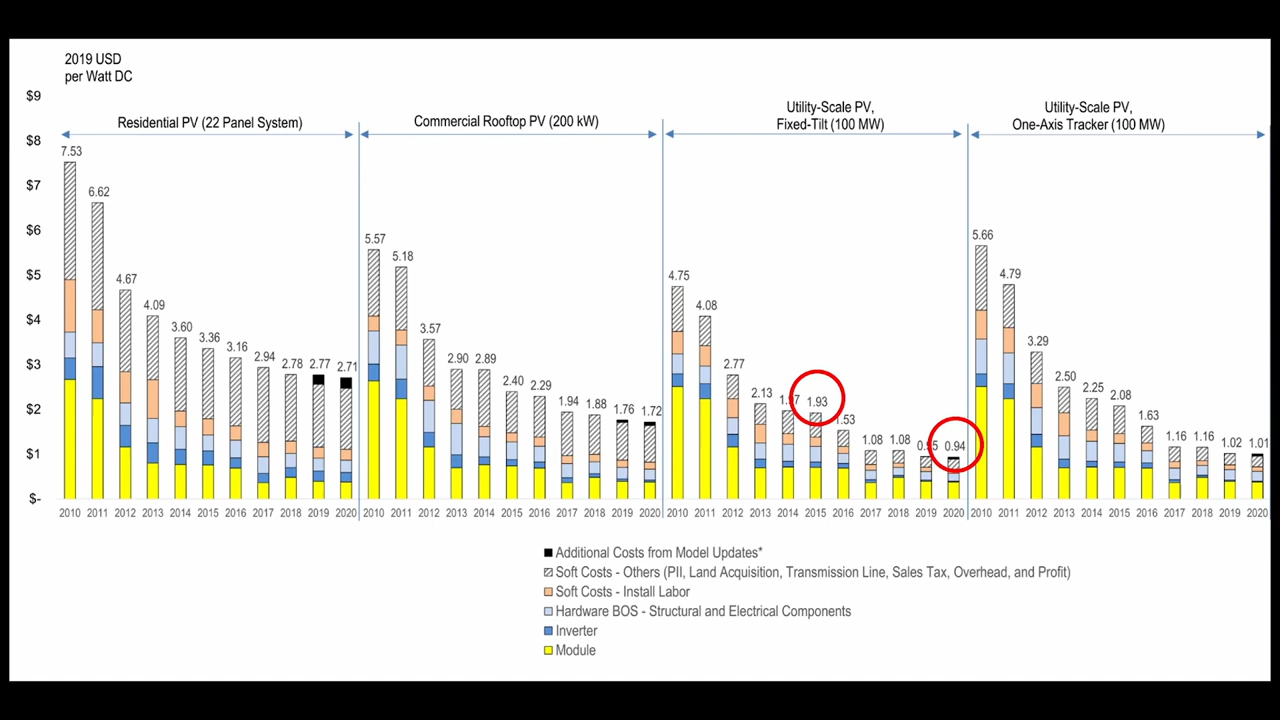 2019 USD
per Watt DC
$9
$8
$7
$6
$5
$4
$3
$2
$1
$-
Residential PV (22 Panel System)
7.53
6.62
4.67
4.09
3.60
3.36
3.16
2.94
2.78
2.77
2.71
2010 2011 2012 2013 2014 2015 2016 2017 2018 2019 2020
Commercial Rooftop PV (200 kW)
5.57
5.18
3.57
2.90
2.89
2.40
2.29
1.94
1.88
1.76
1.72
2010 2011 2012 2013 2014 2015 2016 2017 2018 2019 2020
Utility-Scale PV,
Fixed-Tilt (100 MW)
4.75
4.08
2.77
2.13
1.93
1.53
1.08
1.08
0.94
2010 2011 2012 2013 2014 2015 2016 2017 2018 2019 2020
Utility-Scale PV,
One-Axis Tracker (100 MW)
5.66
4.79
3.29
2.50
2.25
2.08
1.63
1.16
1.16
1.02
1.01
2010 2011 2012 2013 2014 2015 2016 2017 2018 2019 2020
Additional Costs from Model Updates*
Soft Costs - Others (PII, Land Acquisition, Transmission Line, Sales Tax, Overhead, and Profit)
Soft Costs - Install Labor
Hardware BOS - Structural and Electrical Components
Inverter
Module